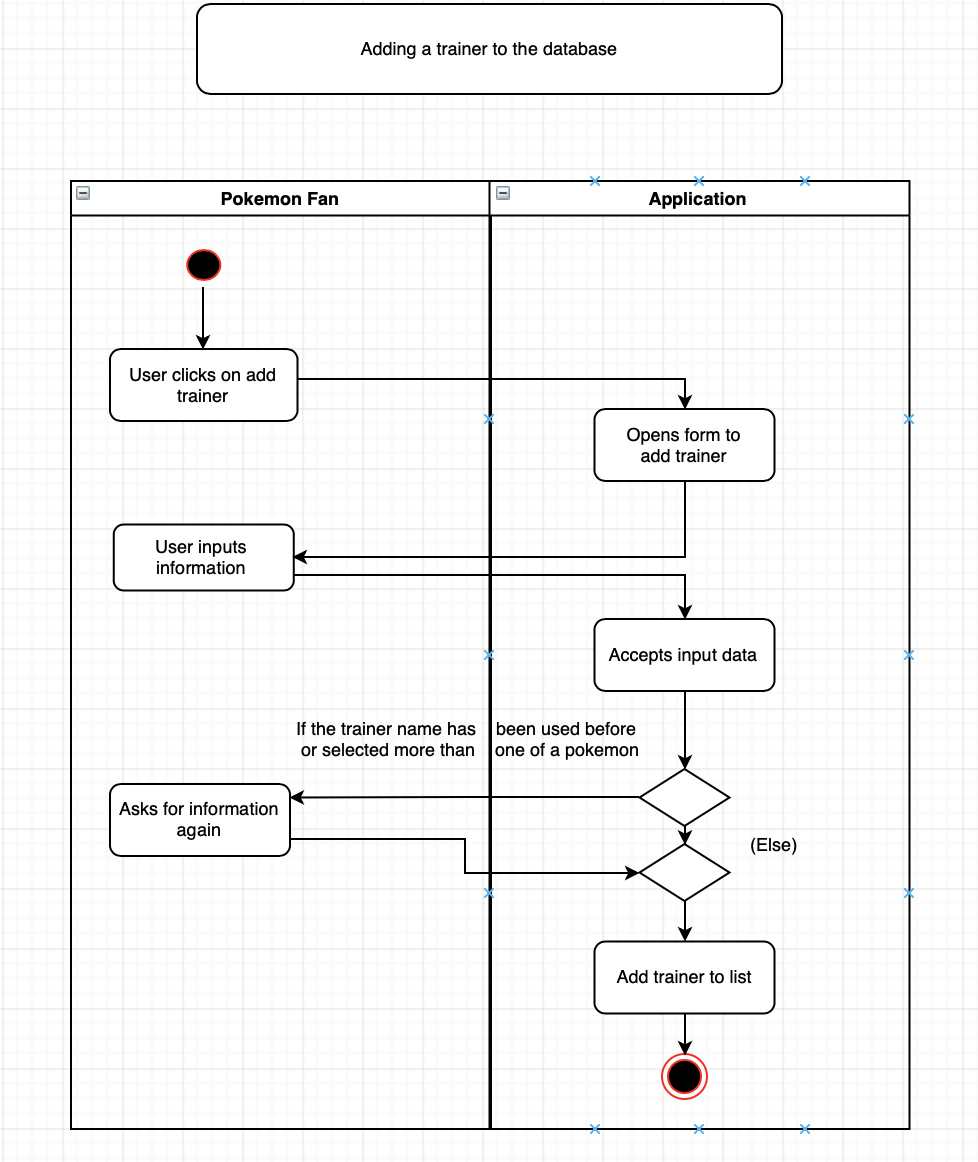 Adding a trainer to the database
Pokemon Fan
Application
User clicks on add
trainer
Opens form to
add trainer
User inputs
information
Accepts input data
If the trainer name has been used before
or selected more than one of a pokemon
Asks for information
again
(Else)
Add trainer to list